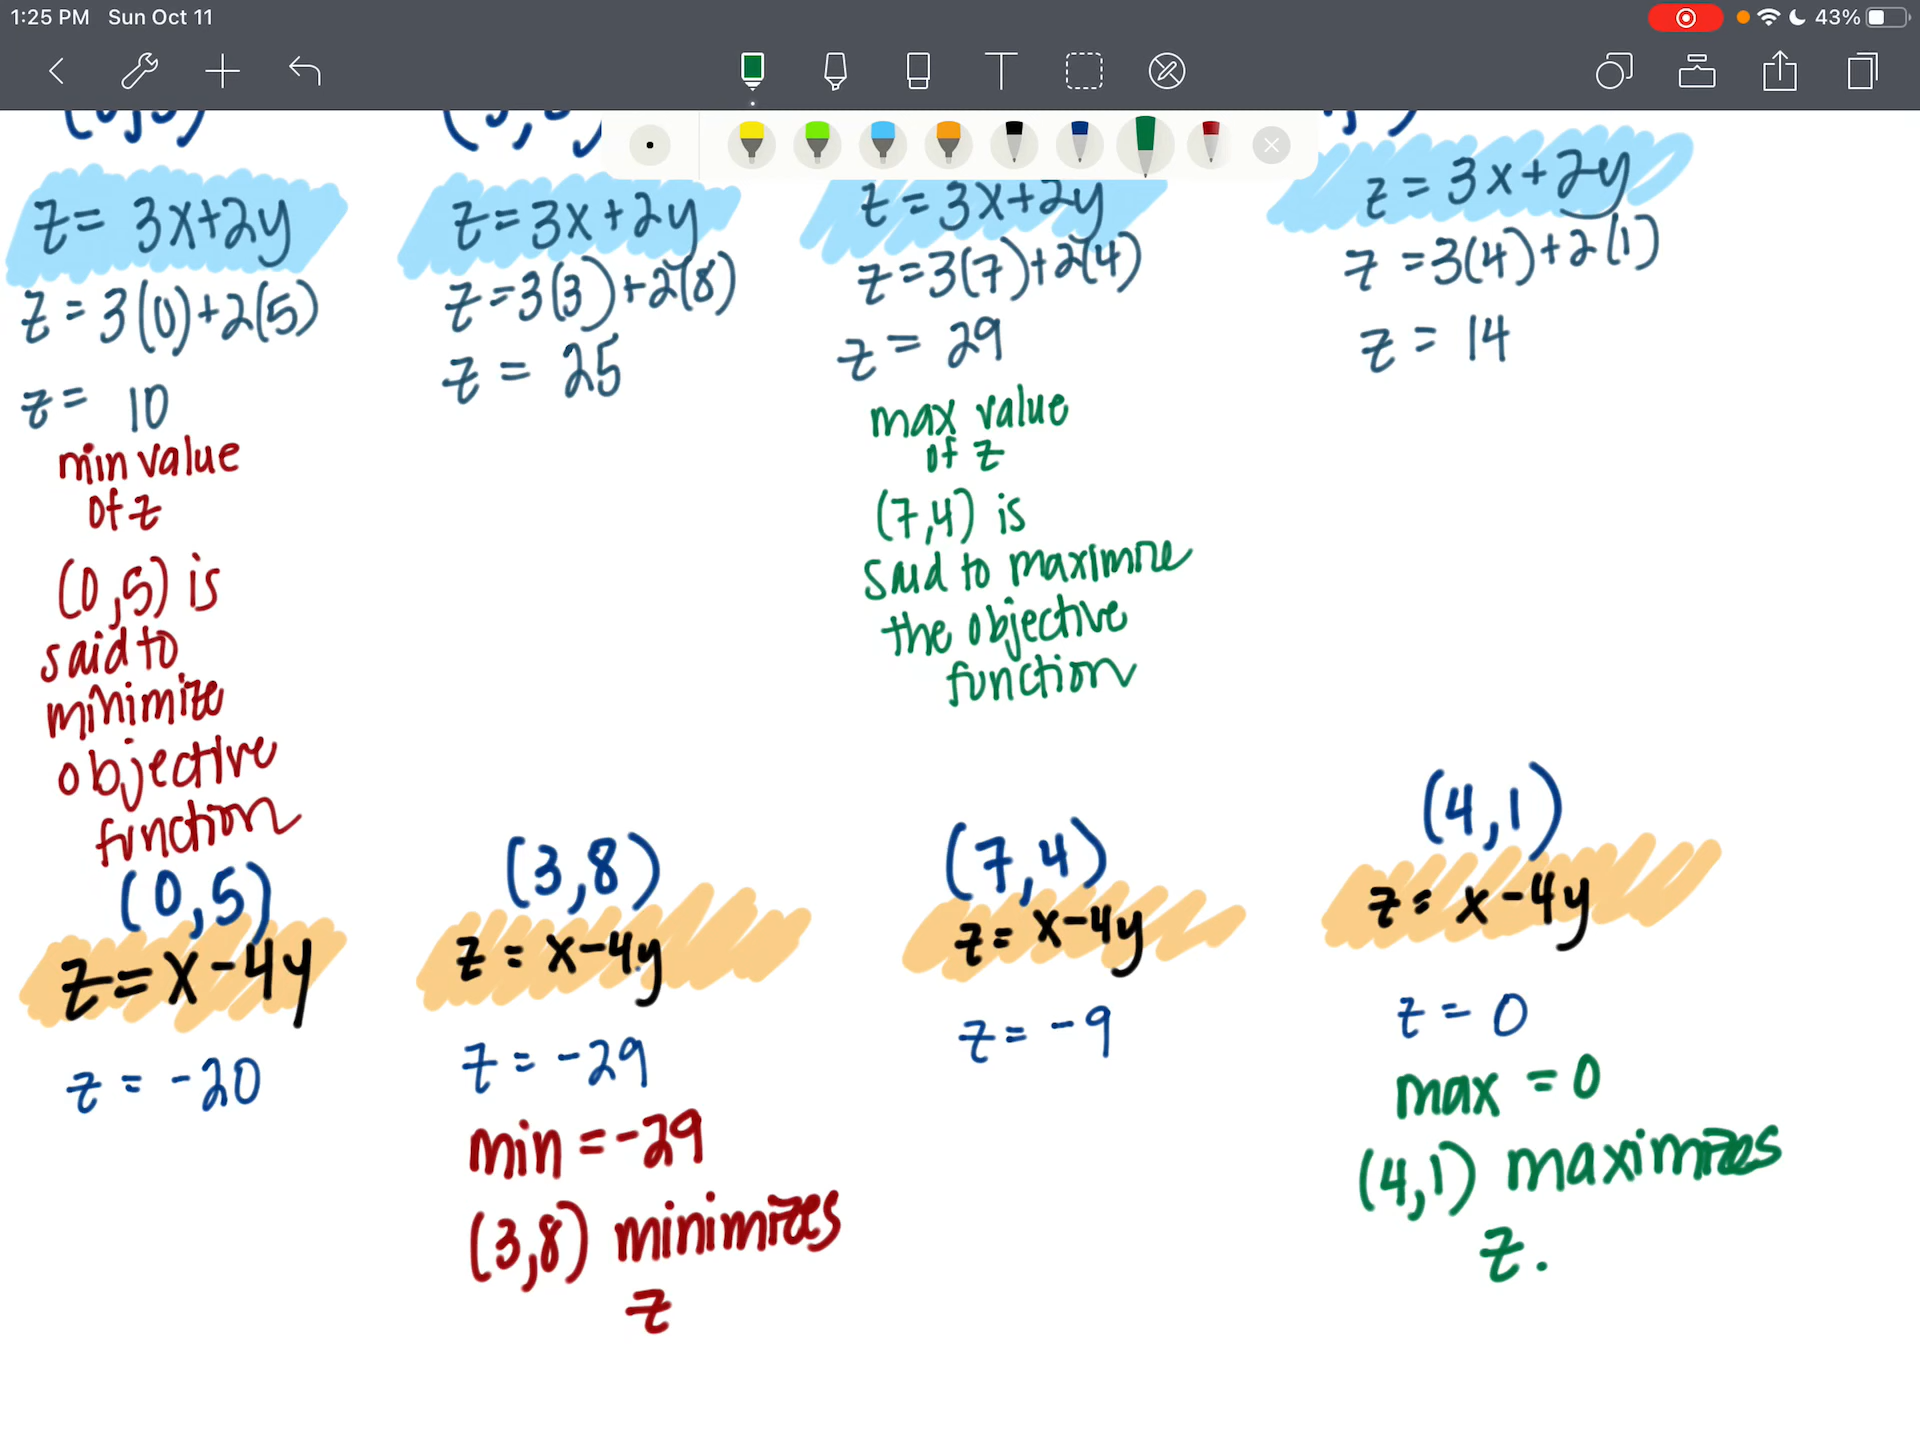 1:25 PM Sun Oct 11
43%
z = 3x+2y
z = 3(0)+2(5)
z = 10
min value
of z
(0,5) is
said to
minimize
objective
function
z = 3x+2y
z = 3(3)+2(8)
z = 25
z = 3x+2y
z = 3(7)+2(4)
z = 29
max value
of z
(7,4) is
said to maximize
the objective
function
z = 3x+2y
z = 3(4)+2(1)
z = 14
(0,5)
z = x-4y
z = -20
(3,8)
z = x-4y
z = -29
min = -29
(3,8) minimizes
z
(7,4)
z = x-4y
z = -9
(4,1)
z = x-4y
z = 0
max = 0
(4,1) maximizes
z.